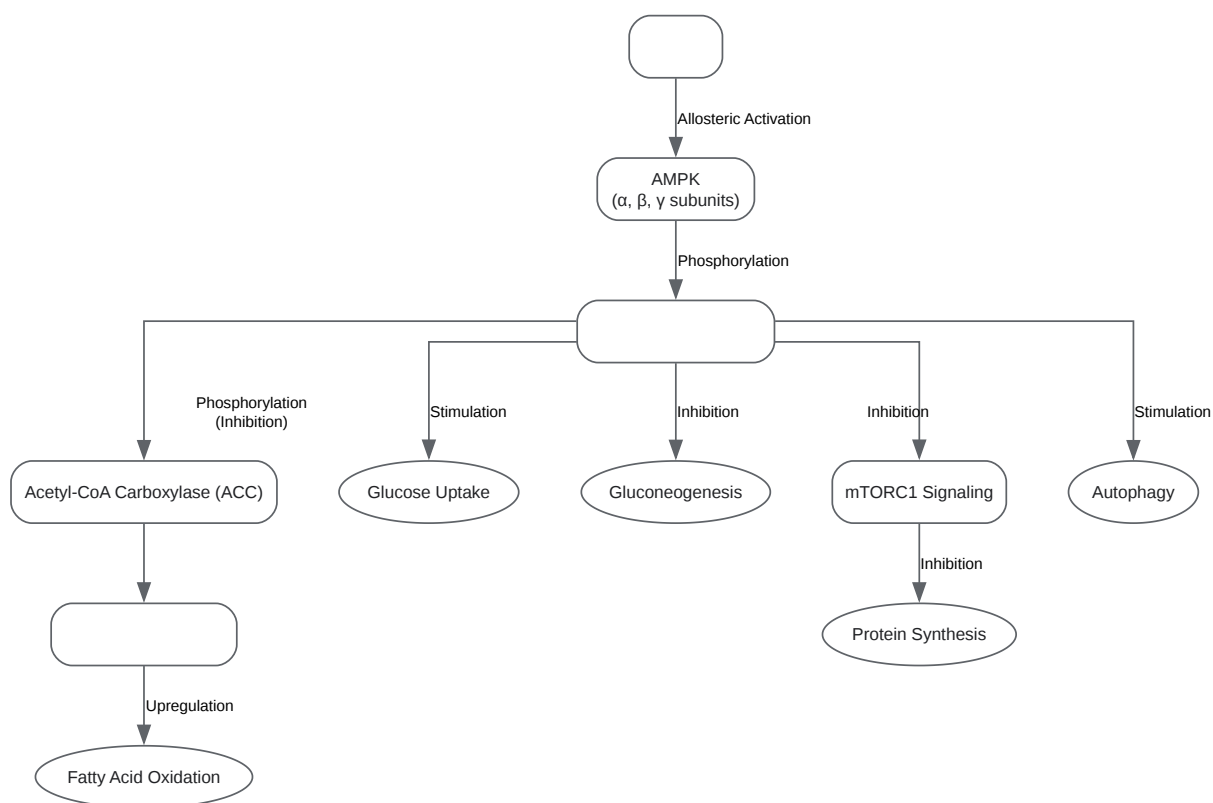 Allosteric Activation
AMPK
(α, β, γ subunits)
Phosphorylation
Phosphorylation
(Inhibition)
Stimulation
Inhibition
Inhibition
Stimulation
Acetyl-CoA Carboxylase (ACC)
Glucose Uptake
Gluconeogenesis
mTORC1 Signaling
Autophagy
Inhibition
Protein Synthesis
Upregulation
Fatty Acid Oxidation